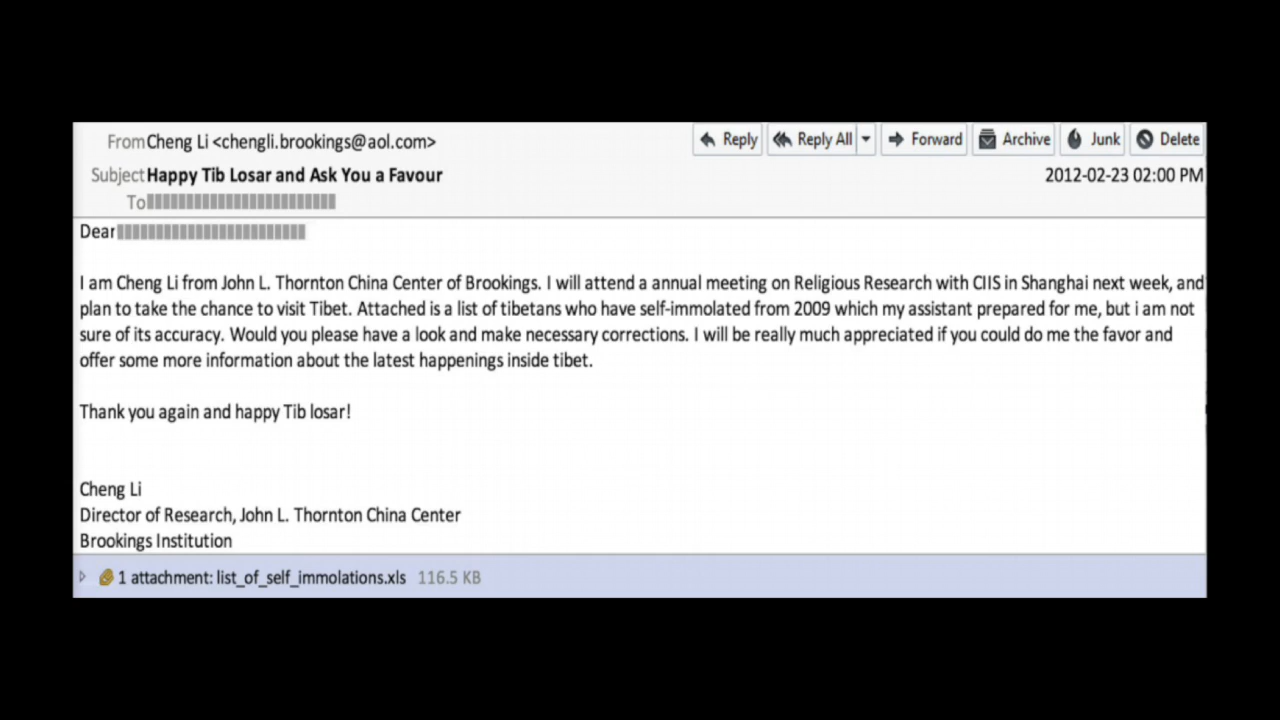 From Cheng Li <chengli.brookings@aol.com>
Reply Reply All Forward Archive Junk Delete
Subject Happy Tib Losar and Ask You a Favour
2012-02-23 02:00 PM
To
Dear
I am Cheng Li from John L. Thornton China Center of Brookings. I will attend a annual meeting on Religious Research with CIIS in Shanghai next week, and
plan to take the chance to visit Tibet. Attached is a list of tibetans who have self-immolated from 2009 which my assistant prepared for me, but i am not
sure of its accuracy. Would you please have a look and make necessary corrections. I will be really much appreciated if you could do me the favor and
offer some more information about the latest happenings inside tibet.
Thank you again and happy Tib losar!
Cheng Li
Director of Research, John L. Thornton China Center
Brookings Institution
1 attachment: list_of_self_immolations.xls 116.5 KB